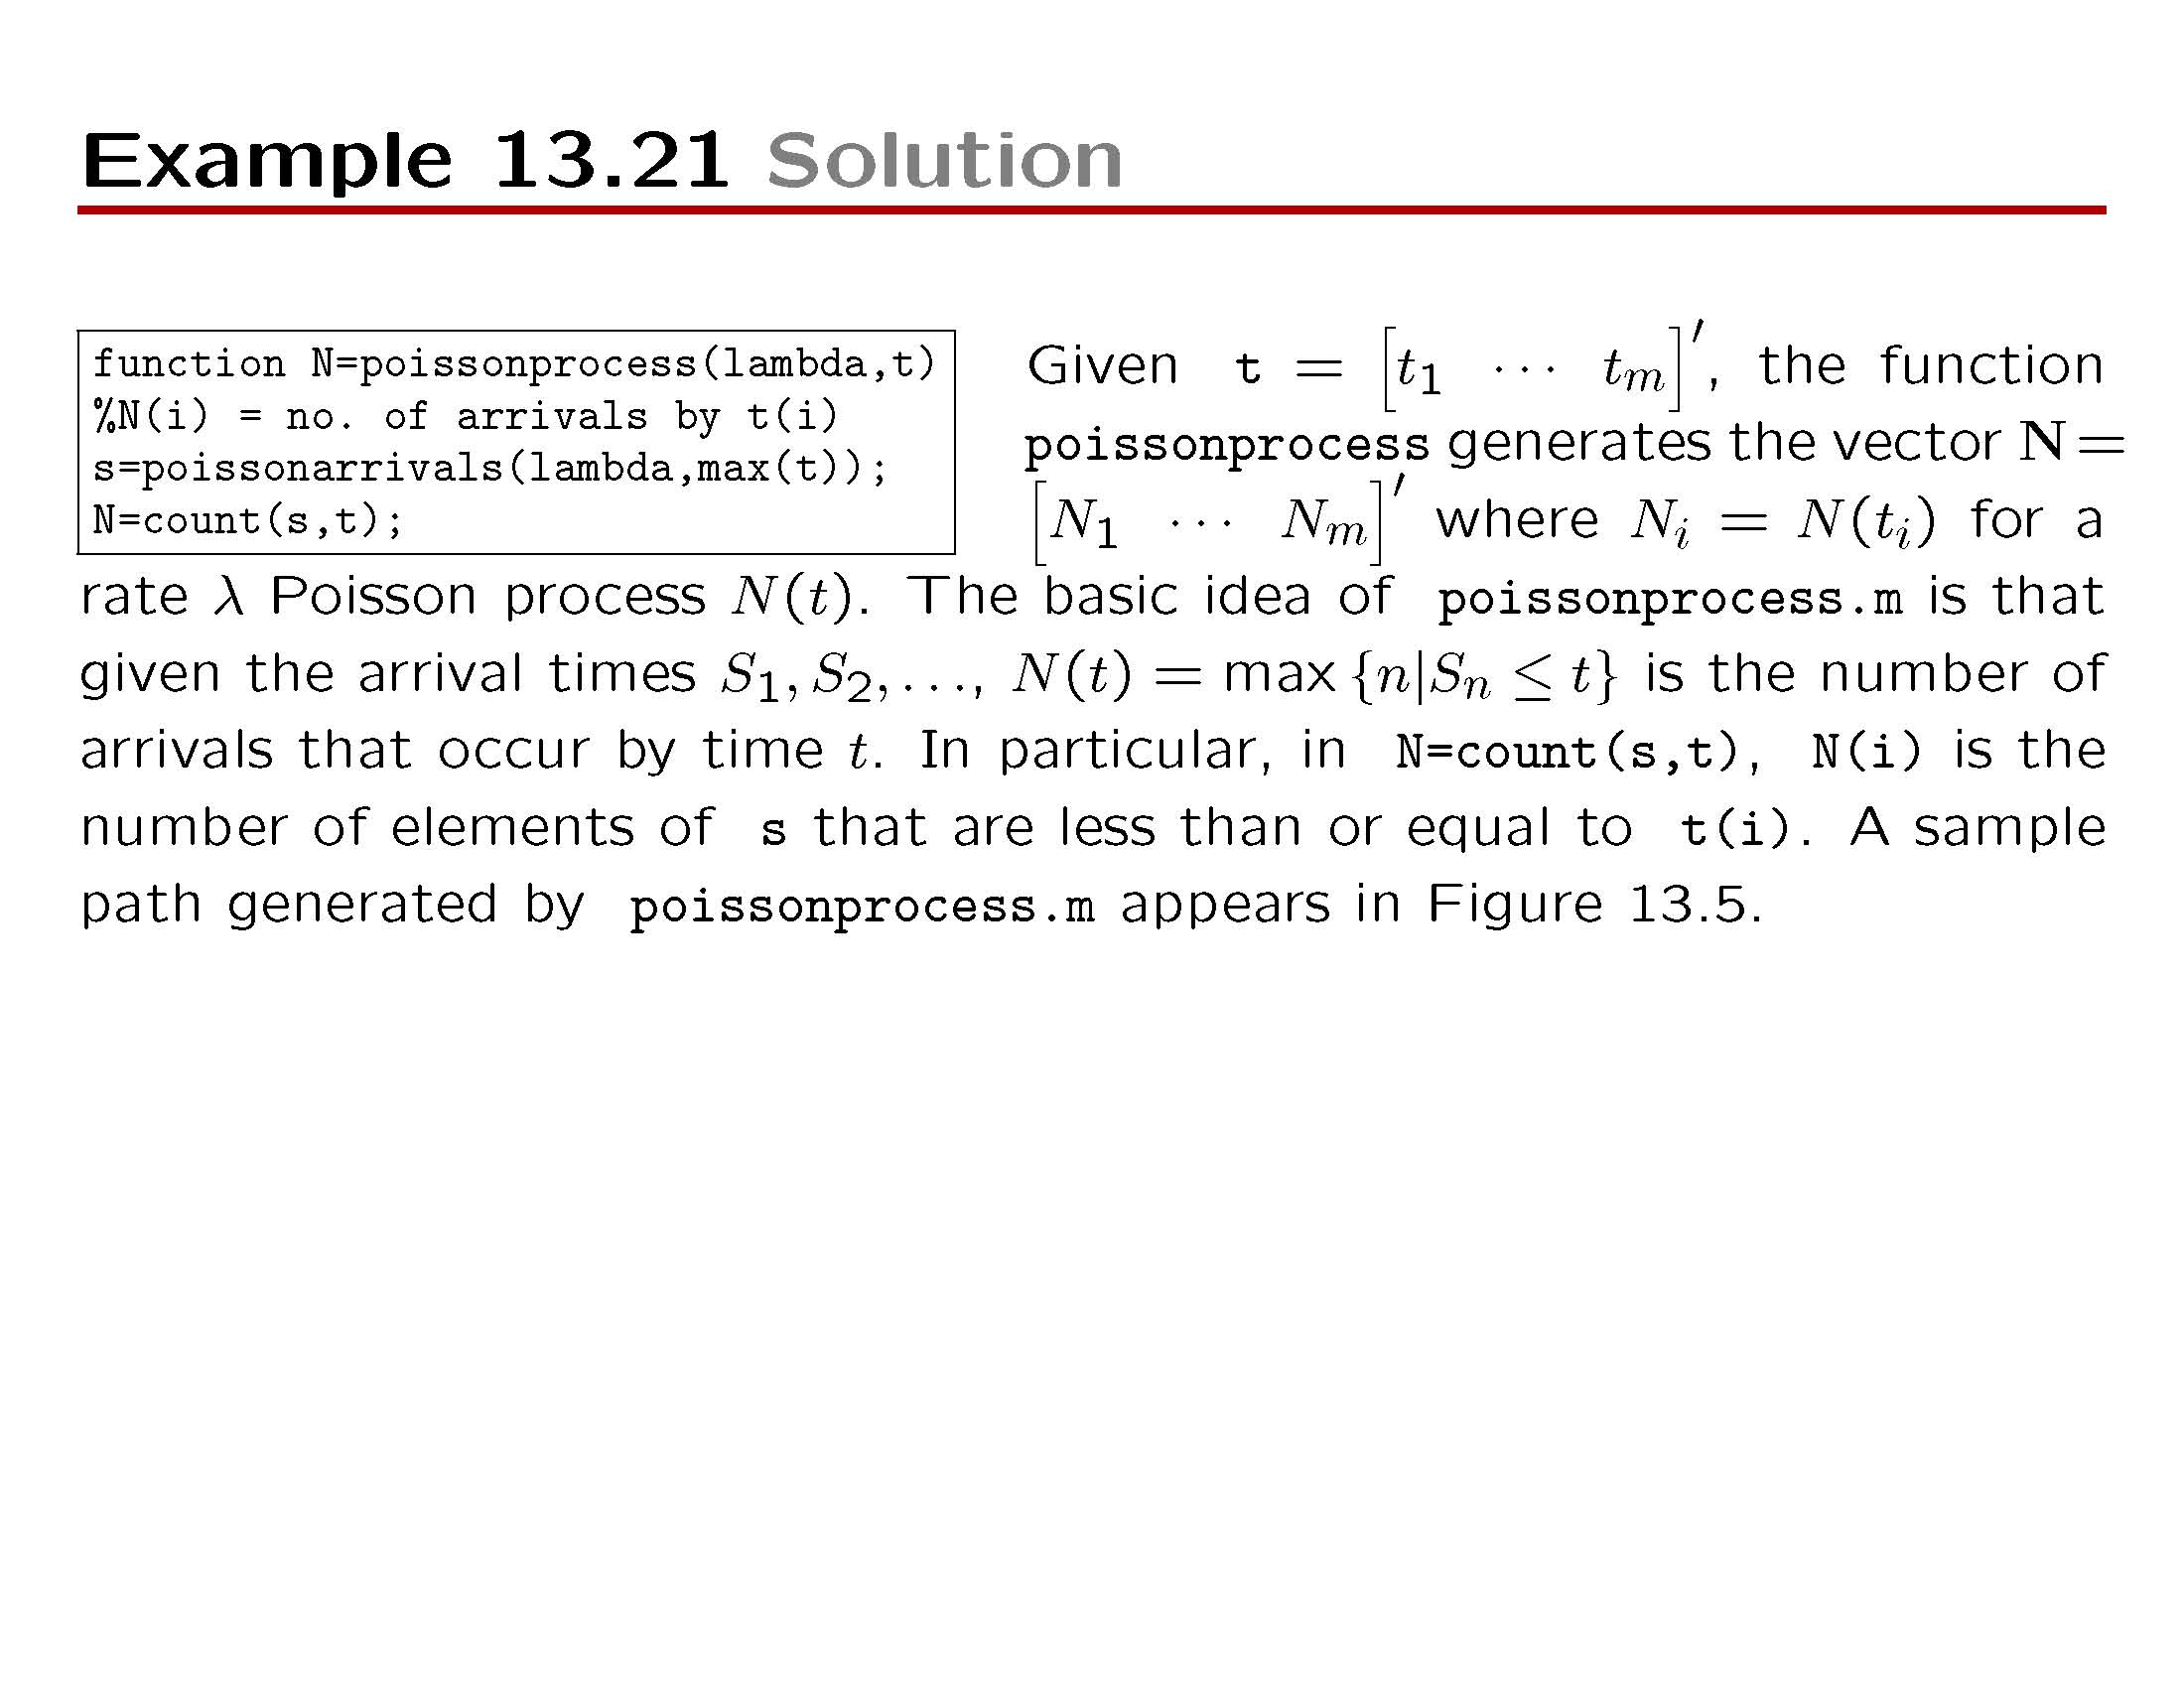 Example 13.21 Solution
function N=poissonprocess(lambda,t)
%N(i) = no. of arrivals by t(i)
s=poissonarrivals(lambda,max(t));
N=count(s,t);
Given t = [t₁ ··· tₘ]′, the function
poissonprocess generates the vector N =
[N₁ ··· Nₘ]′ where Nᵢ = N(tᵢ) for a
rate λ Poisson process N(t). The basic idea of poissonprocess.m is that
given the arrival times S₁, S₂, . . ., N(t) = max {n|Sₙ ≤ t} is the number of
arrivals that occur by time t. In particular, in N=count(s,t), N(i) is the
number of elements of s that are less than or equal to t(i). A sample
path generated by poissonprocess.m appears in Figure 13.5.